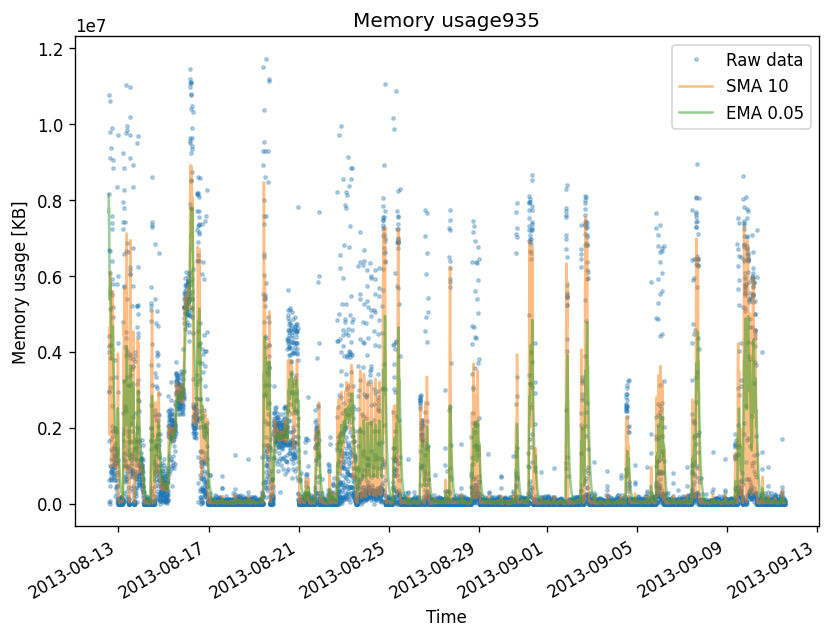 Memory usage935
1e7
Raw data
SMA 10
EMA 0.05
1.2
1.0
0.8
0.6
0.4
0.2
0.0
Memory usage [KB]
2013-08-13
2013-08-17
2013-08-21
2013-08-25
2013-08-29
2013-09-01
2013-09-05
2013-09-09
2013-09-13
Time